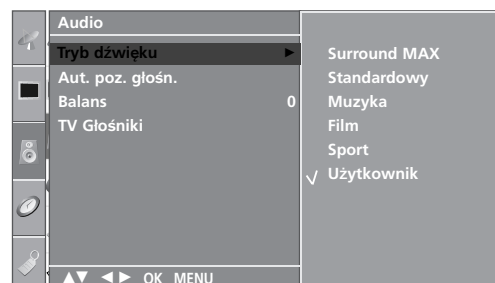 Audio
Tryb dźwięku ►
Aut. poz. głośn.
Balans 0
TV Głośniki
Surround MAX
Standardowy
Muzyka
Film
Sport
√ Użytkownik
▲▼ ◄► OK MENU